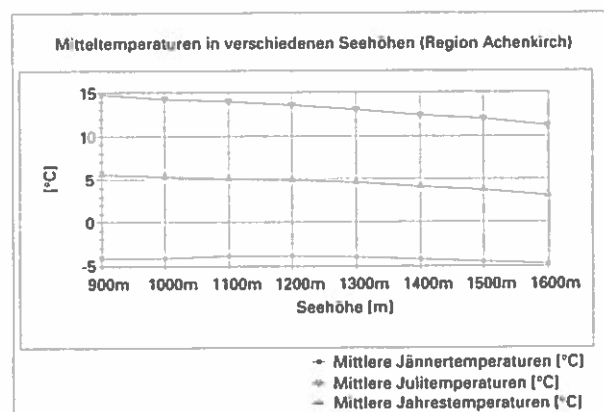 Mitteltemperaturen in verschiedenen Seehöhen (Region Achenkirch)
15
10
5
0
-5
[°C]
900m 1000m 1100m 1200m 1300m 1400m 1500m 1600m
Seehöhe [m]
Mittlere Jännertemperaturen [°C]
Mittlere Julitemperaturen [°C]
Mittlere Jahrestemperaturen [°C]